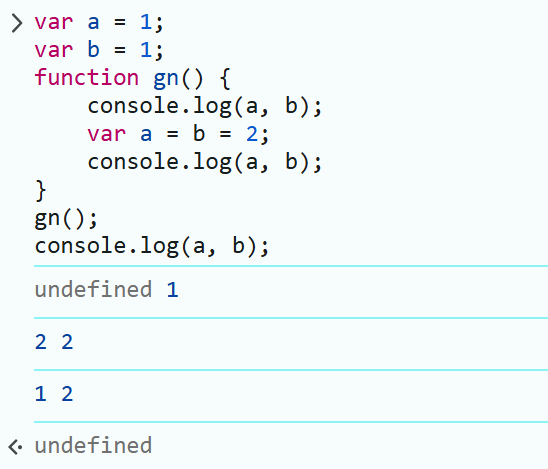 > var a = 1;
var b = 1;
function gn() {
    console.log(a, b);
    var a = b = 2;
    console.log(a, b);
}
gn();
console.log(a, b);
undefined 1
2 2
1 2
undefined